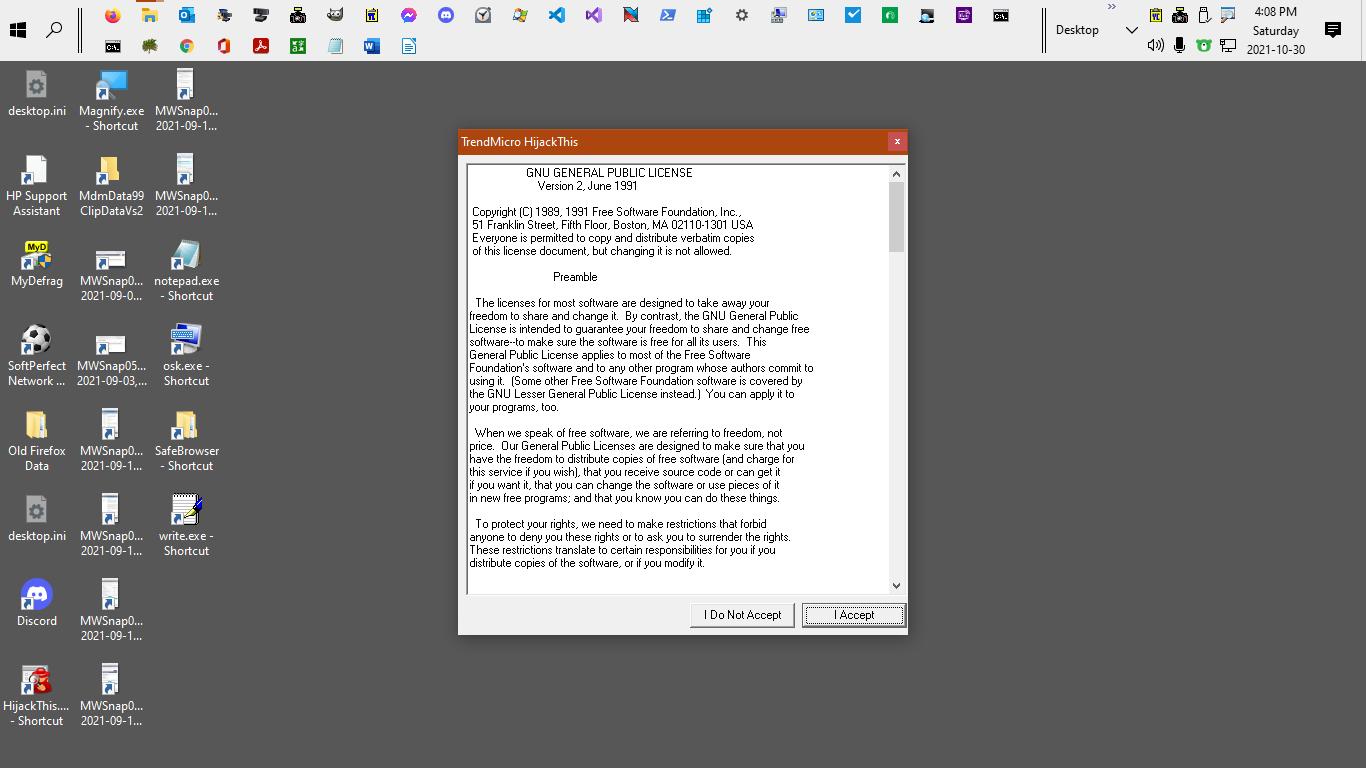 »
Desktop
4:08 PM
Saturday
2021-10-30
desktop.ini
Magnify.exe
- Shortcut
MWSnap0...
2021-09-1...
HP Support
Assistant
MdmData99
ClipDataVs2
MWSnap0...
2021-09-1...
MyD
MyDefrag
MWSnap0...
2021-09-0...
notepad.exe
- Shortcut
SoftPerfect
Network ...
MWSnap05...
2021-09-03,...
osk.exe -
Shortcut
Old Firefox
Data
MWSnap0...
2021-09-1...
SafeBrowser
- Shortcut
desktop.ini
MWSnap0...
2021-09-1...
write.exe -
Shortcut
Discord
MWSnap0...
2021-09-1...
HijackThis....
- Shortcut
MWSnap0...
2021-09-1...
TrendMicro HijackThis
GNU GENERAL PUBLIC LICENSE
Version 2, June 1991
Copyright (C) 1989, 1991 Free Software Foundation, Inc.,
51 Franklin Street, Fifth Floor, Boston, MA 02110-1301 USA
Everyone is permitted to copy and distribute verbatim copies
of this license document, but changing it is not allowed.
Preamble
The licenses for most software are designed to take away your
freedom to share and change it.  By contrast, the GNU General Public
License is intended to guarantee your freedom to share and change free
software--to make sure the software is free for all its users.  This
General Public License applies to most of the Free Software
Foundation's software and to any other program whose authors commit to
using it.  (Some other Free Software Foundation software is covered by
the GNU Lesser General Public License instead.)  You can apply it to
your programs, too.
When we speak of free software, we are referring to freedom, not
price.  Our General Public Licenses are designed to make sure that you
have the freedom to distribute copies of free software (and charge for
this service if you wish), that you receive source code or can get it
if you want it, that you can change the software or use pieces of it
in new free programs; and that you know you can do these things.
To protect your rights, we need to make restrictions that forbid
anyone to deny you these rights or to ask you to surrender the rights.
These restrictions translate to certain responsibilities for you if you
distribute copies of the software, or if you modify it.
I Do Not Accept
I Accept